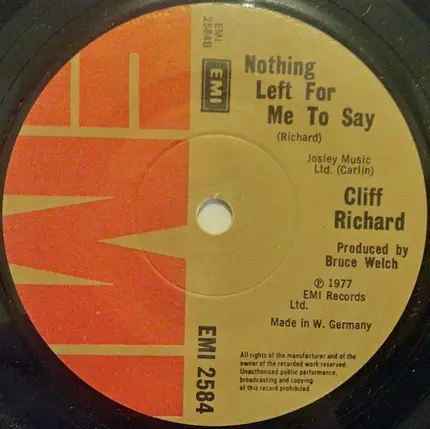 EMI
EMI
2584B
EMI
Nothing
Left For
Me To Say
(Richard)
Josley Music
Ltd. (Carlin)
Cliff
Richard
Produced by
Bruce Welch
℗ 1977
EMI Records
Ltd.
Made in W. Germany
EMI 2584
All rights of the manufacturer and of the
owner of the recorded work reserved.
Unauthorised public performance,
broadcasting and copying
of this record prohibited